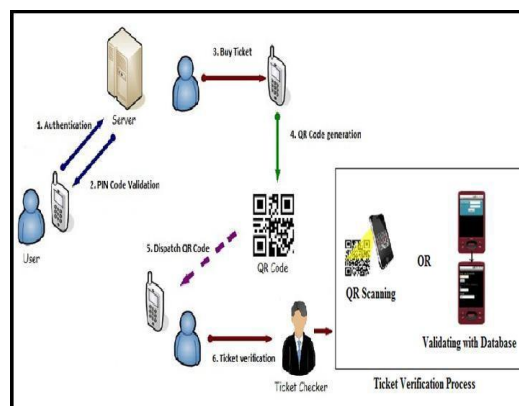 3. Buy Ticket
Server
1. Authentication
4. QR Code generation
2. PIN Code Validation
User
5. Dispatch QR Code
QR Code
QR Scanning
OR
Validating with Database
6. Ticket verification
Ticket Checker
Ticket Verification Process